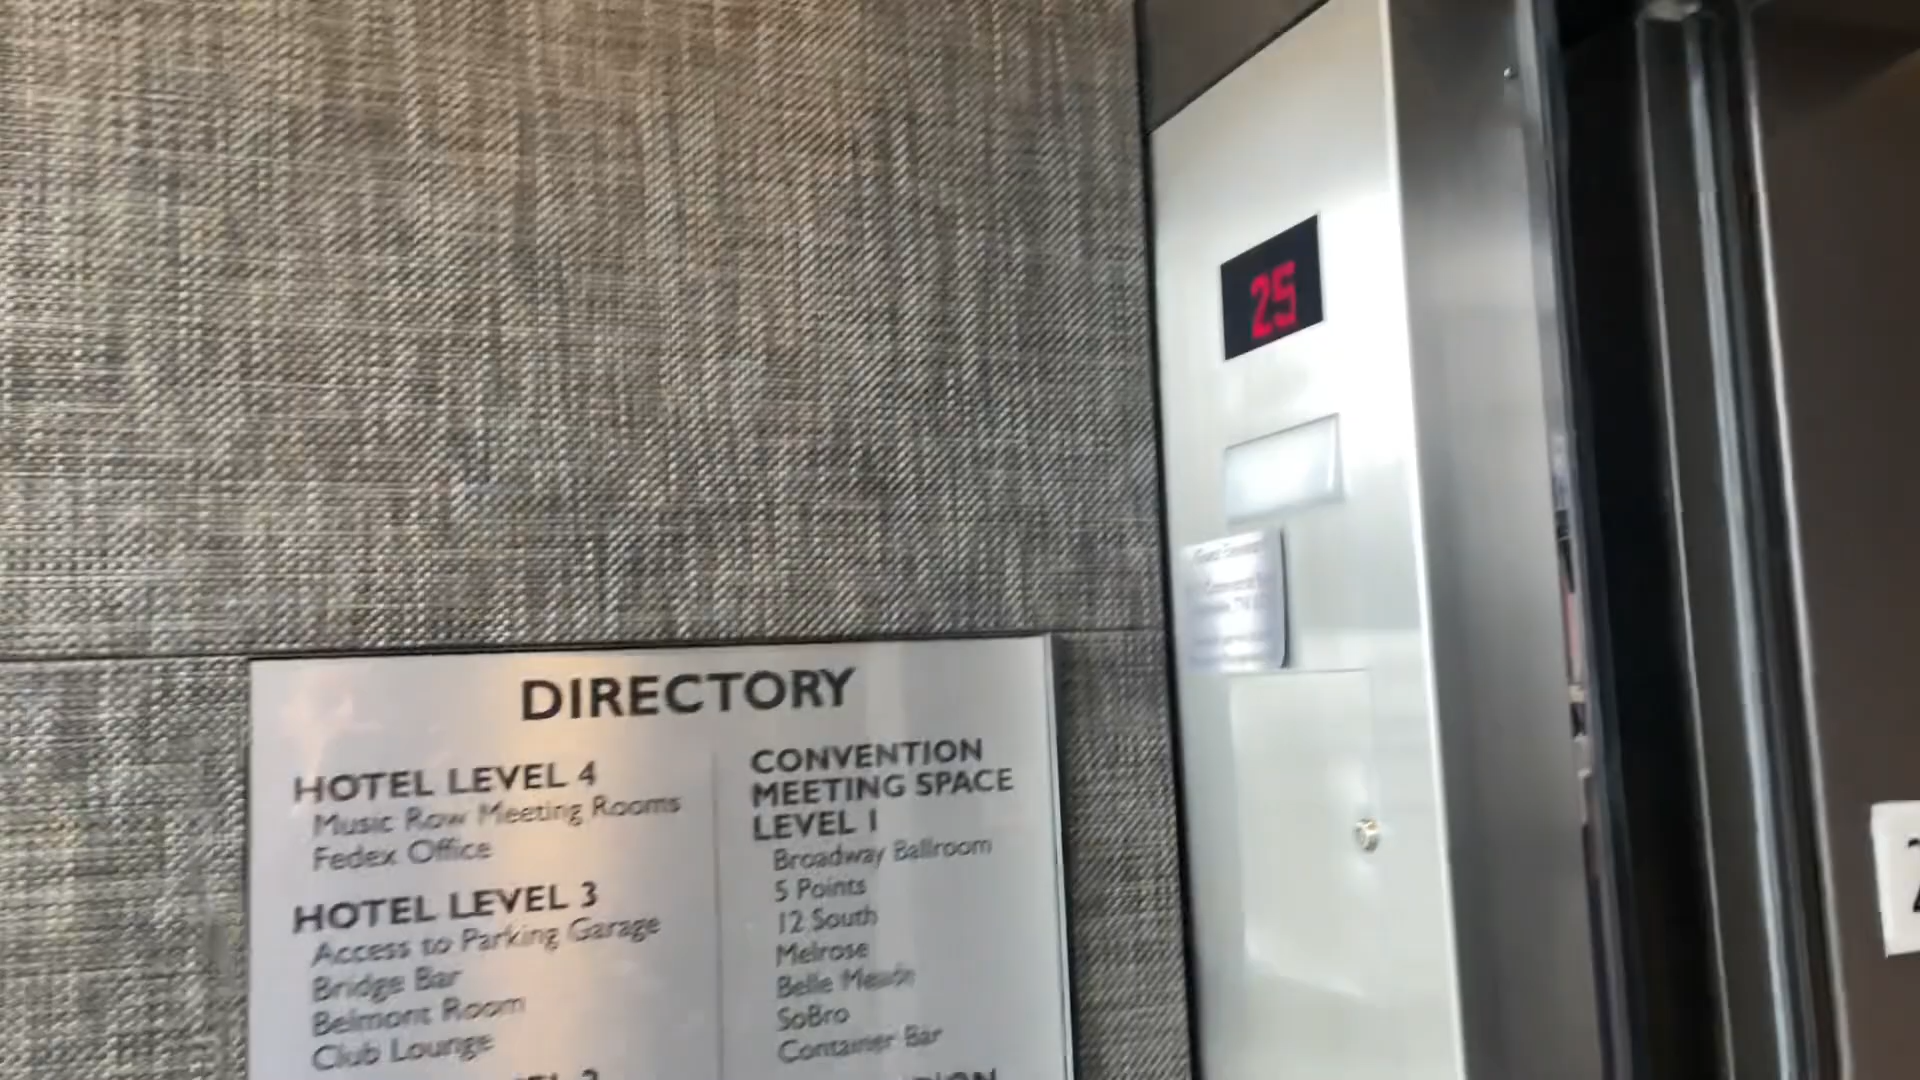 25
DIRECTORY
HOTEL LEVEL 4
Music Row Meeting Rooms
Fedex Office
HOTEL LEVEL 3
Access to Parking Garage
Bridge Bar
Belmont Room
Club Lounge
CONVENTION
MEETING SPACE
LEVEL 1
Broadway Ballroom
5 Points
12 South
Melrose
Belle Meade
SoBro
Container Bar